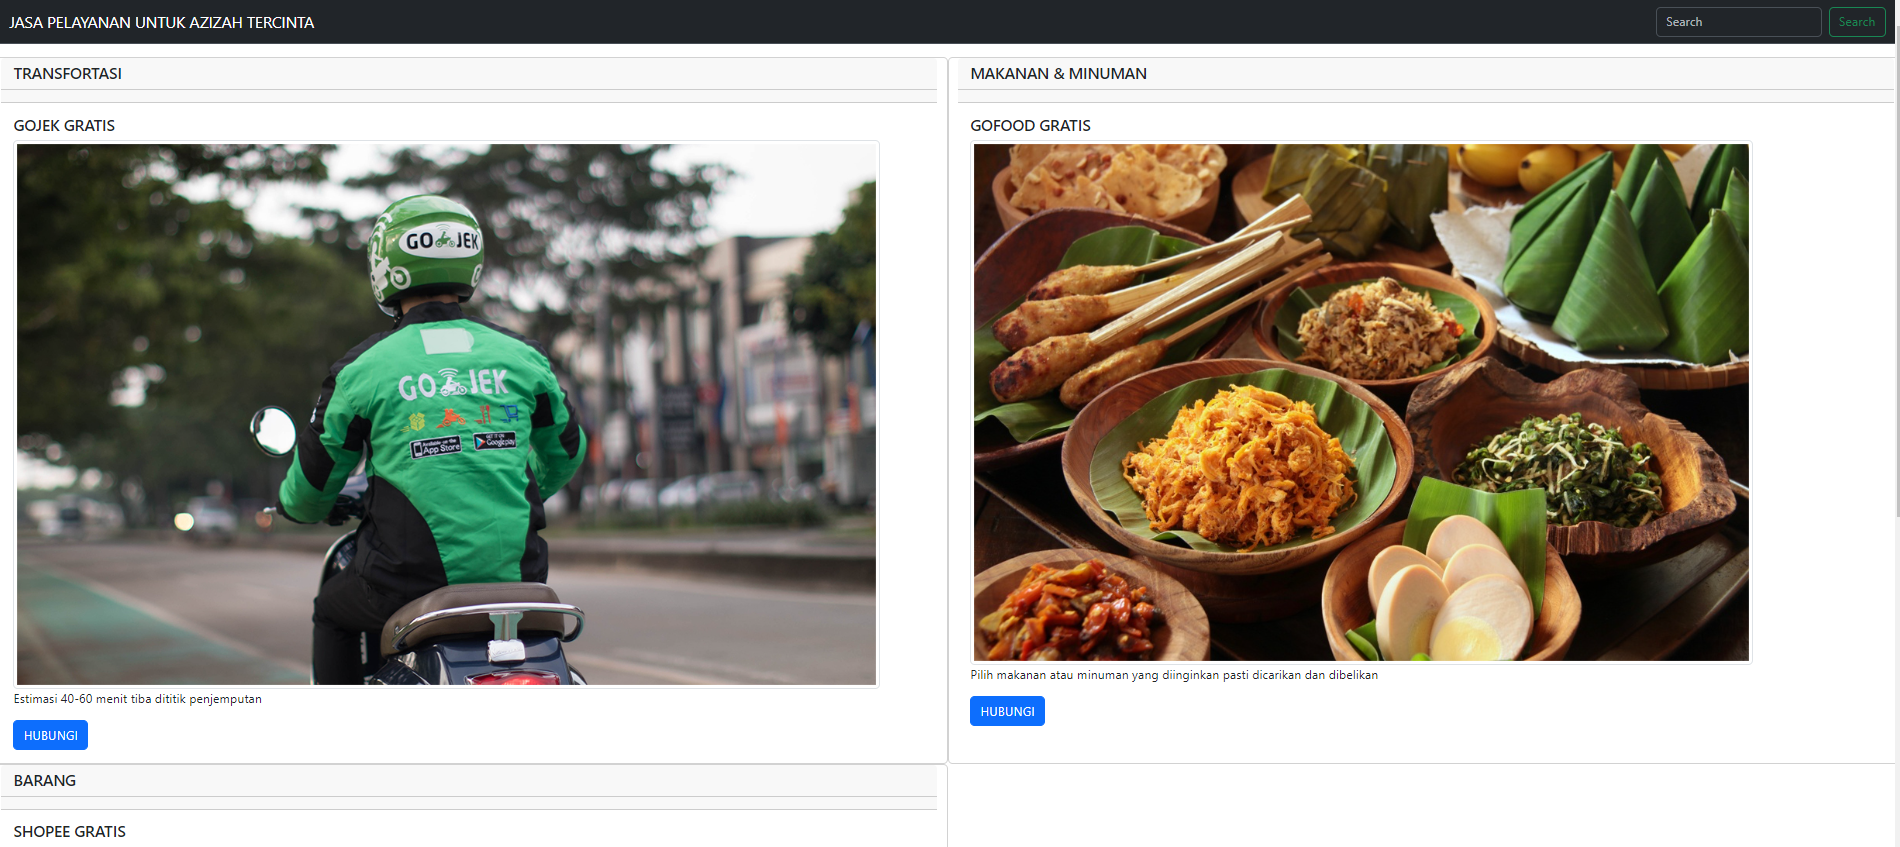 JASA PELAYANAN UNTUK AZIZAH TERCINTA
Search
Search
TRANSFORTASI
GOJEK GRATIS
GO JEK
GO JEK
Available on the
App Store
GET IT ON
Google play
Estimasi 40-60 menit tiba dititik penjemputan
HUBUNGI
MAKANAN & MINUMAN
GOFOOD GRATIS
Pilih makanan atau minuman yang diinginkan pasti dicarikan dan dibelikan
HUBUNGI
BARANG
SHOPEE GRATIS